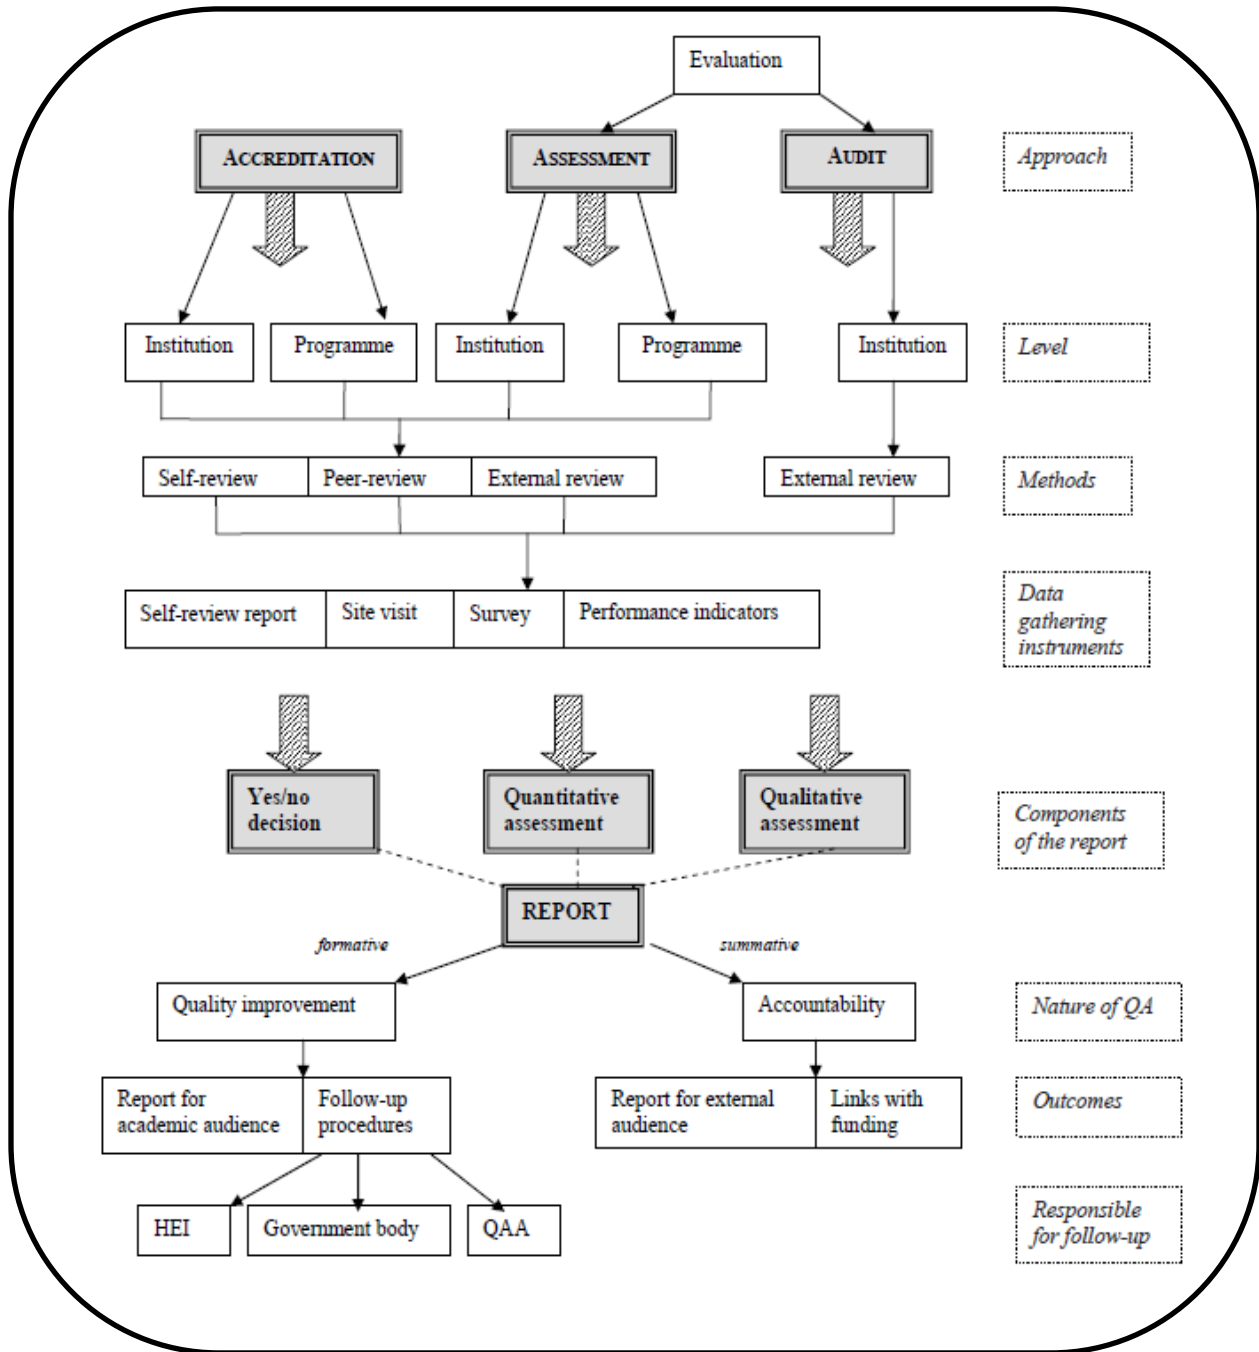 Evaluation
ACCREDITATION
ASSESSMENT
AUDIT
Approach
Institution
Programme
Institution
Programme
Institution
Level
Self-review
Peer-review
External review
External review
Methods
Self-review report
Site visit
Survey
Performance indicators
Data
gathering
instruments
Yes/no
decision
Quantitative
assessment
Qualitative
assessment
Components
of the report
REPORT
formative
summative
Quality improvement
Accountability
Nature of QA
Report for
academic audience
Follow-up
procedures
Report for external
audience
Links with
funding
Outcomes
HEI
Government body
QAA
Responsible
for follow-up